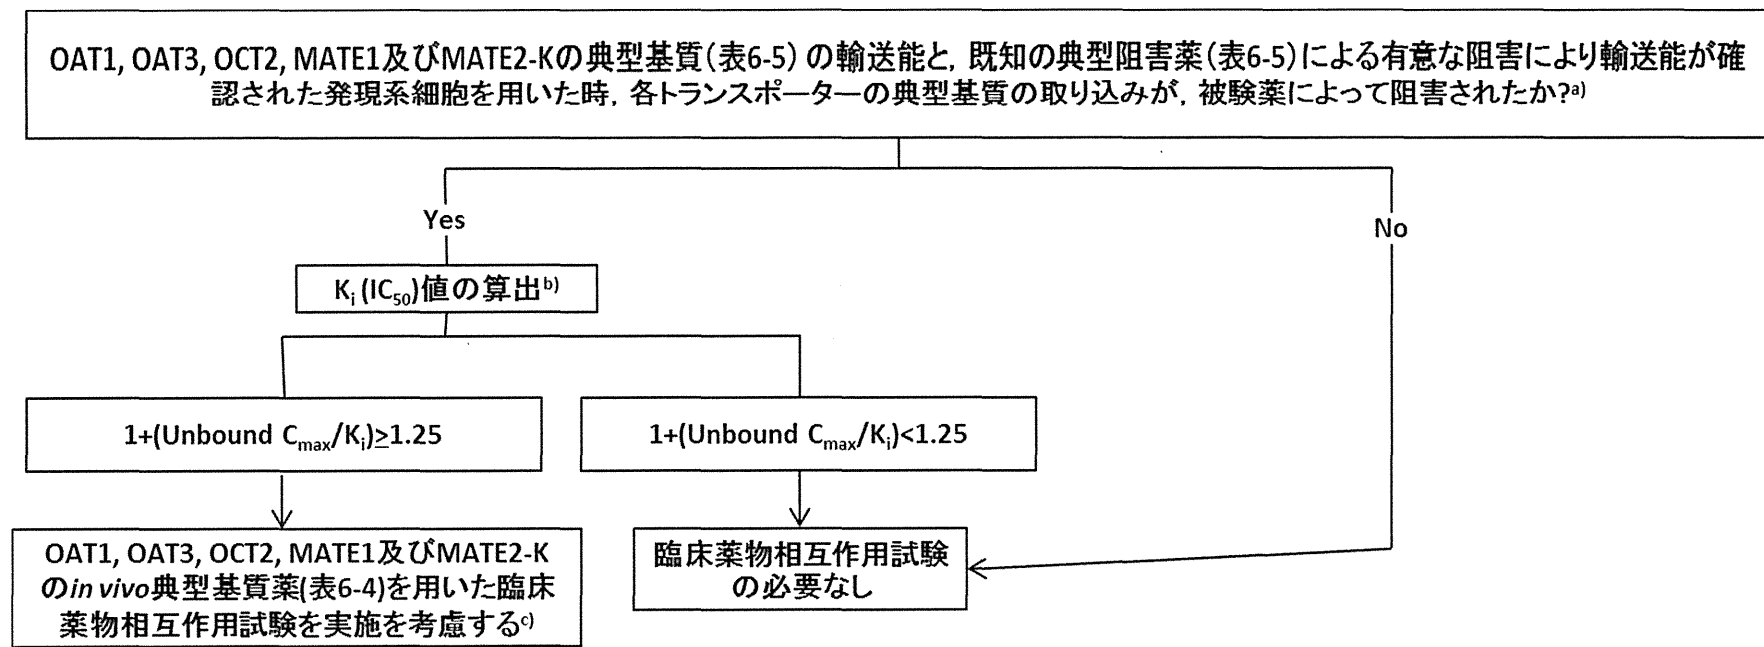 OAT1, OAT3, OCT2, MATE1及びMATE2-Kの典型基質(表6-5) の輸送能と, 既知の典型阻害薬(表6-5)による有意な阻害により輸送能が確
認された発現系細胞を用いた時, 各トランスポーターの典型基質の取り込みが, 被験薬によって阻害されたか?a)
Yes
No
Ki (IC50)値の算出b)
1+(Unbound Cmax/Ki)≥1.25
1+(Unbound Cmax/Ki)<1.25
OAT1, OAT3, OCT2, MATE1及びMATE2-K
のin vivo典型基質薬(表6-4)を用いた臨床
薬物相互作用試験を実施を考慮するc)
臨床薬物相互作用試験
の必要なし